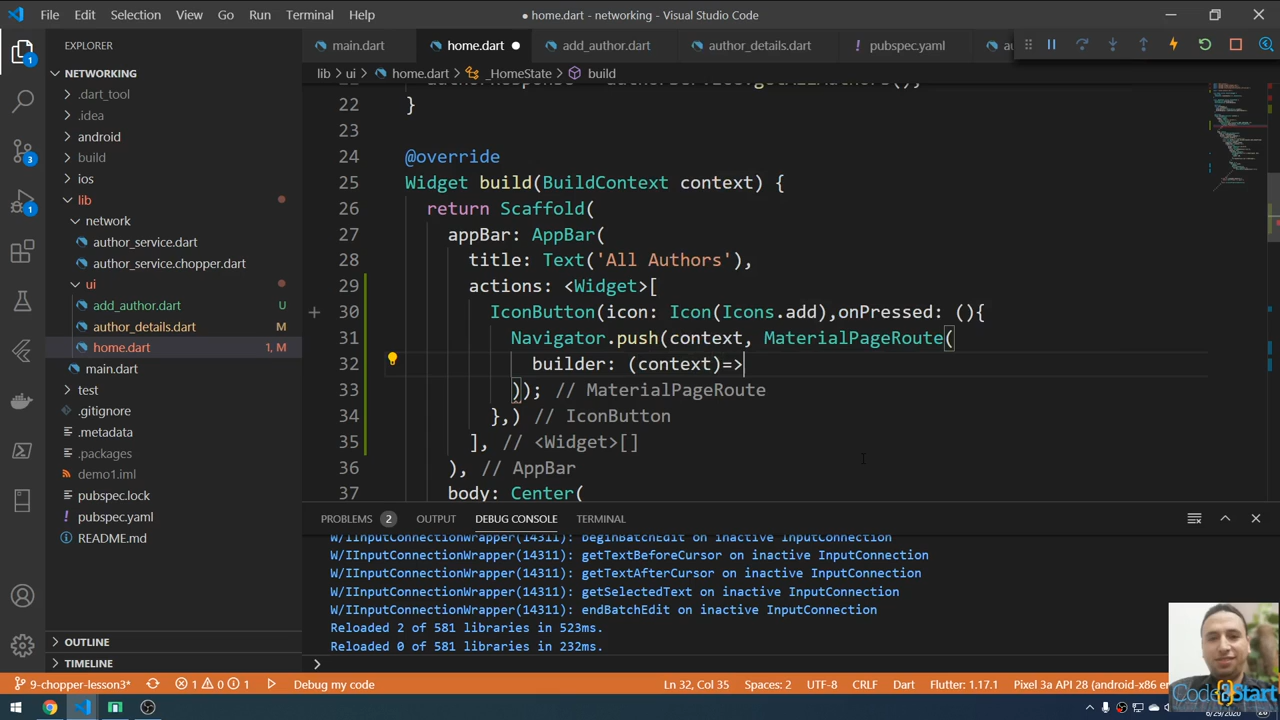 File Edit Selection View Go Run Terminal Help
● home.dart - networking - Visual Studio Code
EXPLORER
NETWORKING
.dart_tool
.idea
android
build
ios
lib
network
author_service.dart
author_service.chopper.dart
ui
add_author.dart U
author_details.dart M
home.dart 1, M
main.dart
test
.gitignore
.metadata
.packages
demo1.iml
pubspec.lock
pubspec.yaml
README.md
OUTLINE
TIMELINE
1
3
1
main.dart home.dart ● add_author.dart author_details.dart pubspec.yaml
lib > ui > home.dart > _HomeState > build
22 }
23
24 @override
25 Widget build(BuildContext context) {
26 return Scaffold(
27 appBar: AppBar(
28 title: Text('All Authors'),
29 actions: <Widget>[
30 IconButton(icon: Icon(Icons.add),onPressed: (){
31 Navigator.push(context, MaterialPageRoute(
32 builder: (context)=>
33 )); // MaterialPageRoute
34 },) // IconButton
35 ], // <Widget>[]
36 ), // AppBar
37 body: Center(
PROBLEMS 2 OUTPUT DEBUG CONSOLE TERMINAL
W/IInputConnectionWrapper(14311): beginBatchEdit on inactive InputConnection
W/IInputConnectionWrapper(14311): getTextBeforeCursor on inactive InputConnection
W/IInputConnectionWrapper(14311): getTextAfterCursor on inactive InputConnection
W/IInputConnectionWrapper(14311): getSelectedText on inactive InputConnection
W/IInputConnectionWrapper(14311): endBatchEdit on inactive InputConnection
Reloaded 2 of 581 libraries in 523ms.
Reloaded 0 of 581 libraries in 232ms.
>
9-chopper-lesson3* 1 0 1 Debug my code Ln 32, Col 35 Spaces: 2 UTF-8 CRLF Dart Flutter: 1.17.1 Pixel 3a API 28 (android-x86
6/29/2020